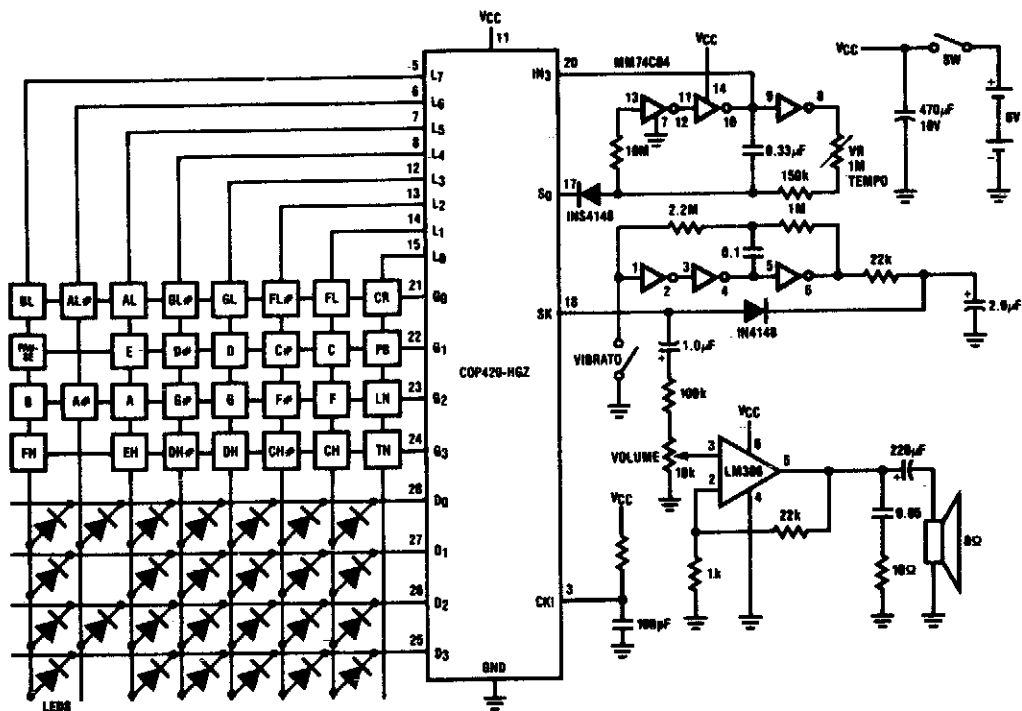 VCC
11
5 L7
6 L6
7 L5
8 L4
12 L3
13 L2
14 L1
15 L0
BL AL# AL GL# GL FL# FL CR 21 G0
PAU-
SE
E D# D C# C PB 22 G1
B A# A G# G F# F LN 23 G2
FH EH DH# DH CH# CH TN 24 G3
28 D0
27 D1
26 D2
25 D3
LEDS
COP420-HGZ
GND
IN3 20
MM74C04
VCC
14
13 12 11 10 9 8
7
10M
0.33µF
VR
1M
TEMPO
150k
S0 17
INS4148
VCC
SW
470µF
10V
6V
2.2M
1M
0.1
1 2 3 4 5 6
22k
2.0µF
SK 18
IN4148
VIBRATO
1.0µF
100k
VOLUME
10k
VCC
3 6
2
LM386
5
4
22k
1k
220µF
0.05
10Ω
8Ω
VCC
CKI 3
100pF